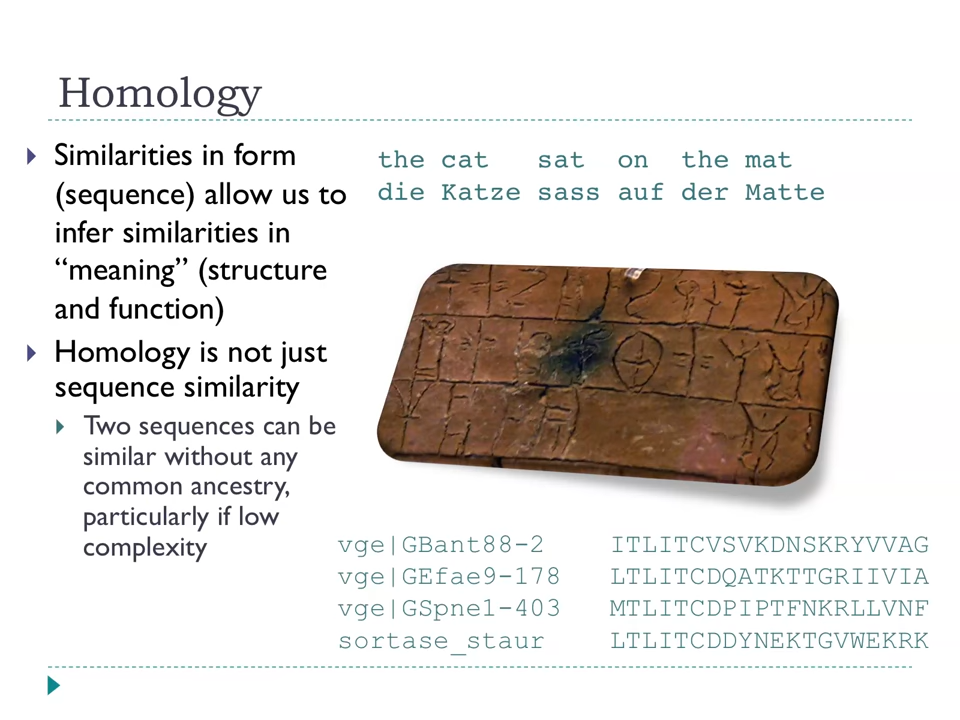 Homology
Similarities in form
(sequence) allow us to
infer similarities in
“meaning” (structure
and function)
Homology is not just
sequence similarity
Two sequences can be
similar without any
common ancestry,
particularly if low
complexity
the cat   sat  on  the mat
die Katze sass auf der Matte
vge|GBant88-2    ITLITCVSVKDNSKRYVVAG
vge|GEfae9-178   LTLITCDQATKTTGRIIVIA
vge|GSpne1-403   MTLITCDPIPTFNKRLLVNF
sortase_staur    LTLITCDDYNEKTGVWEKRK